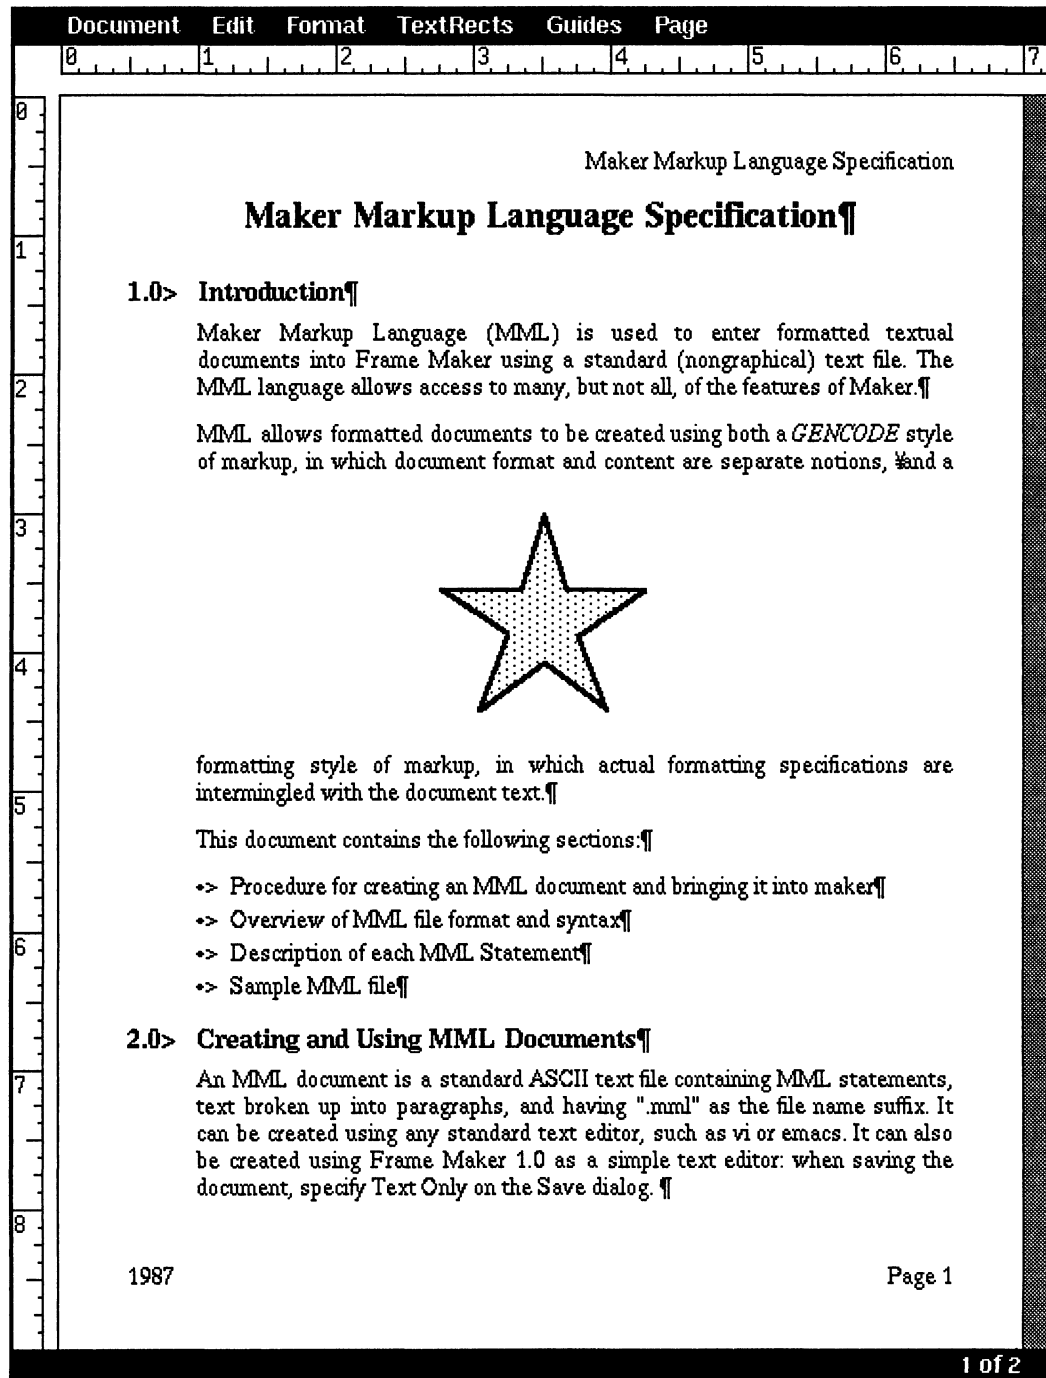 Document Edit Format TextRects Guides Page
0 1 2 3 4 5 6 7
0
1
2
3
4
5
6
7
8
Maker Markup Language Specification
Maker Markup Language Specification¶
1.0> Introduction¶
Maker Markup Language (MML) is used to enter formatted textual
documents into Frame Maker using a standard (nongraphical) text file. The
MML language allows access to many, but not all, of the features of Maker.¶
MML allows formatted documents to be created using both a GENCODE style
of markup, in which document format and content are separate notions, ¥and a
formatting style of markup, in which actual formatting specifications are
intermingled with the document text.¶
This document contains the following sections:¶
•> Procedure for creating an MML document and bringing it into maker¶
•> Overview of MML file format and syntax¶
•> Description of each MML Statement¶
•> Sample MML file¶
2.0> Creating and Using MML Documents¶
An MML document is a standard ASCII text file containing MML statements,
text broken up into paragraphs, and having ".mml" as the file name suffix. It
can be created using any standard text editor, such as vi or emacs. It can also
be created using Frame Maker 1.0 as a simple text editor: when saving the
document, specify Text Only on the Save dialog. ¶
1987 Page 1
1 of 2